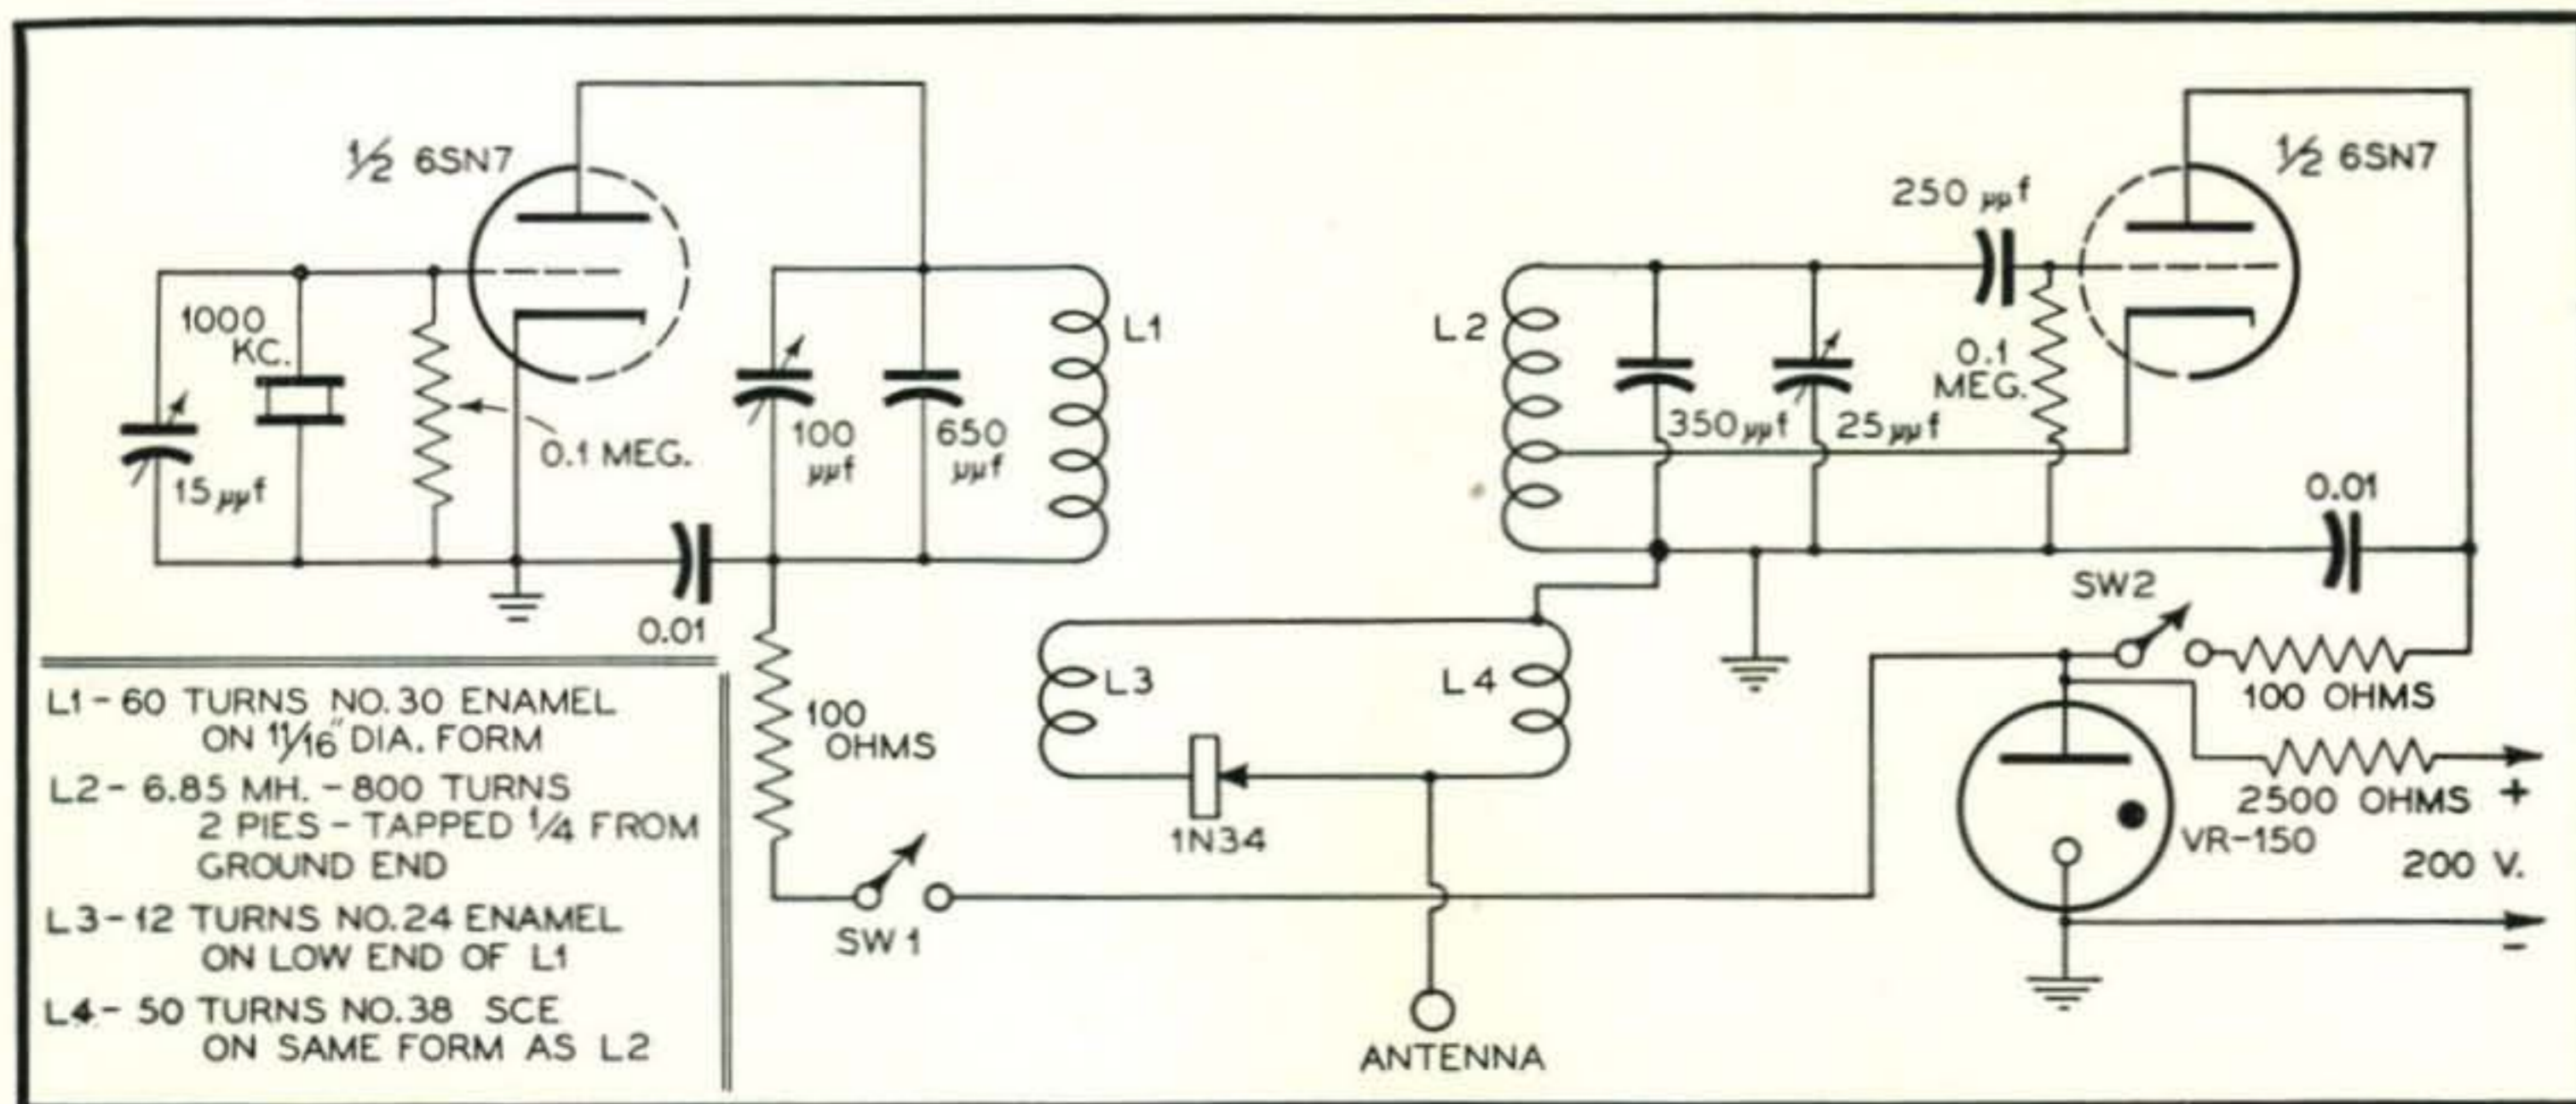 ½ 6SN7
1000
KC.
15 µµf
0.1 MEG.
100
µµf
650
µµf
L1
0.01
100
OHMS
SW1
L2
350 µµf
25 µµf
250 µµf
0.1
MEG.
½ 6SN7
0.01
SW2
100 OHMS
2500 OHMS
+
VR-150
200 V.
-
L3
L4
1N34
ANTENNA
L1 - 60 TURNS NO. 30 ENAMEL
ON 11/16" DIA. FORM
L2 - 6.85 MH. - 800 TURNS
2 PIES - TAPPED ¼ FROM
GROUND END
L3 - 12 TURNS NO. 24 ENAMEL
ON LOW END OF L1
L4 - 50 TURNS NO. 38 SCE
ON SAME FORM AS L2